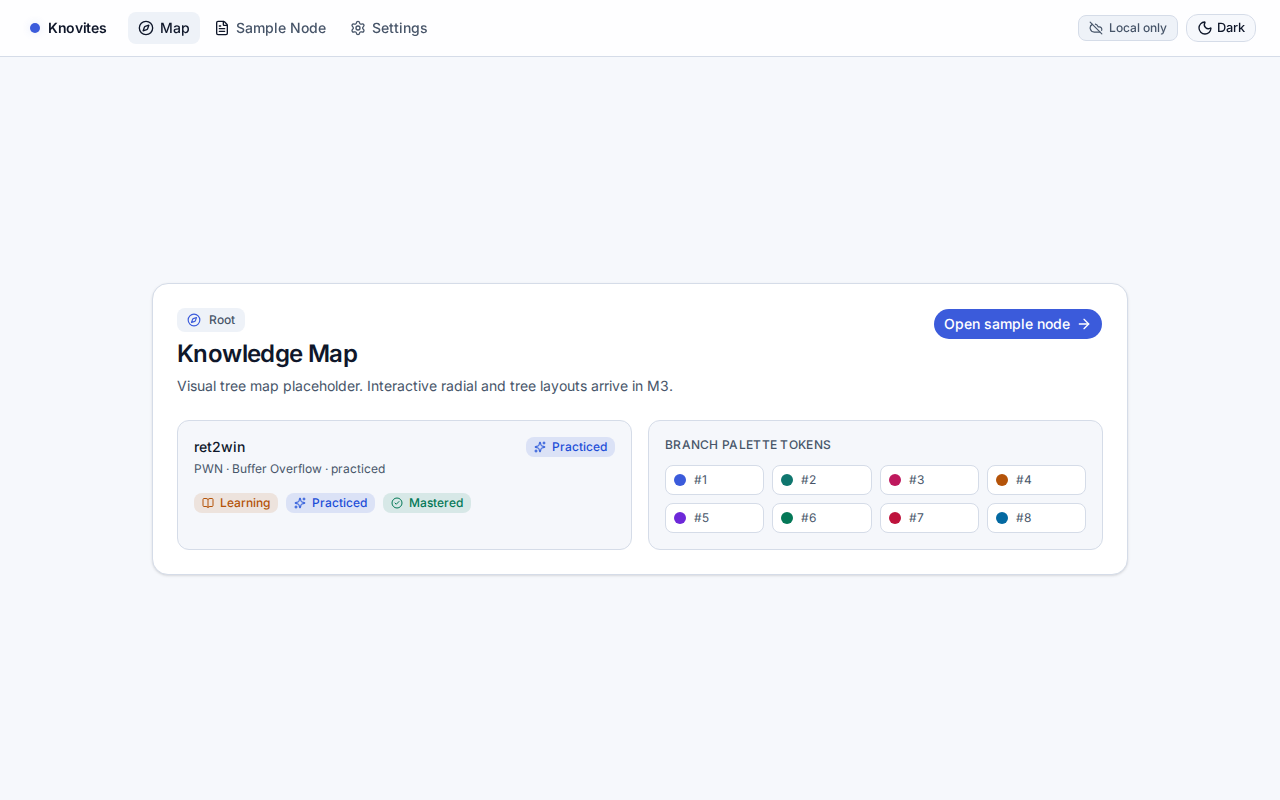 Knovites Map Sample Node Settings Local only Dark
Root
Open sample node
Knowledge Map
Visual tree map placeholder. Interactive radial and tree layouts arrive in M3.
ret2win Practiced
PWN · Buffer Overflow · practiced
Learning Practiced Mastered
BRANCH PALETTE TOKENS
#1 #2 #3 #4
#5 #6 #7 #8